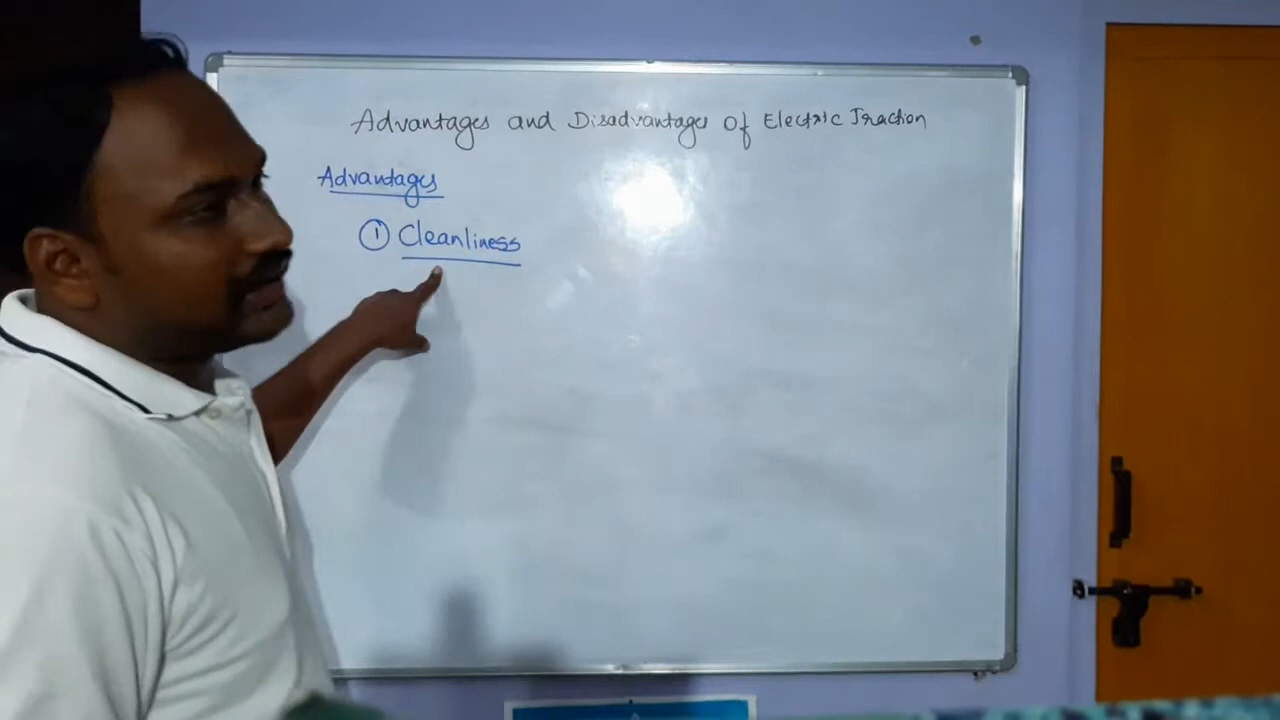 Advantages and Disadvantages of Electric Traction
Advantages
① Cleanliness